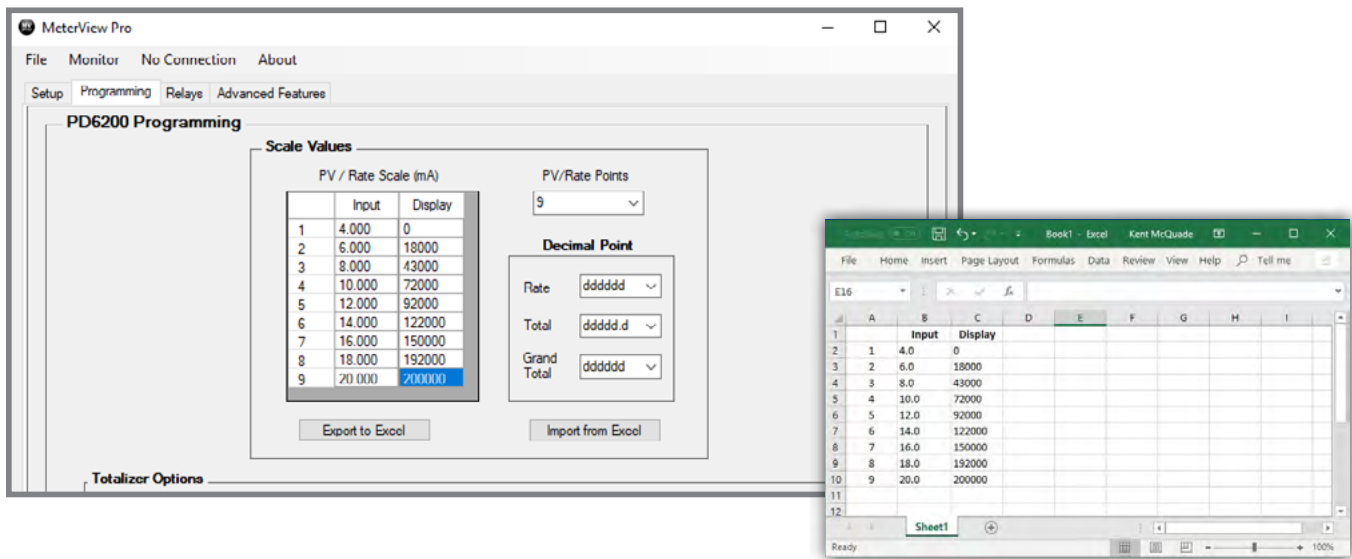 MeterView Pro
File Monitor No Connection About
Setup Programming Relays Advanced Features
PD6200 Programming
Scale Values
PV / Rate Scale (mA)
Input Display
1 4.000 0
2 6.000 18000
3 8.000 43000
4 10.000 72000
5 12.000 92000
6 14.000 122000
7 16.000 150000
8 18.000 192000
9 20.000 200000
Export to Excel
PV/Rate Points
9
Decimal Point
Rate dddddd
Total ddddd.d
Grand
Total dddddd
Import from Excel
Totalizer Options
Book1 - Excel Kent McQuade
File Home Insert Page Layout Formulas Data Review View Help Tell me
E16 fx
A B C D E F G H I
1 Input Display
2 1 4.0 0
3 2 6.0 18000
4 3 8.0 43000
5 4 10.0 72000
6 5 12.0 92000
7 6 14.0 122000
8 7 16.0 150000
9 8 18.0 192000
10 9 20.0 200000
11
12
Sheet1
Ready 100%